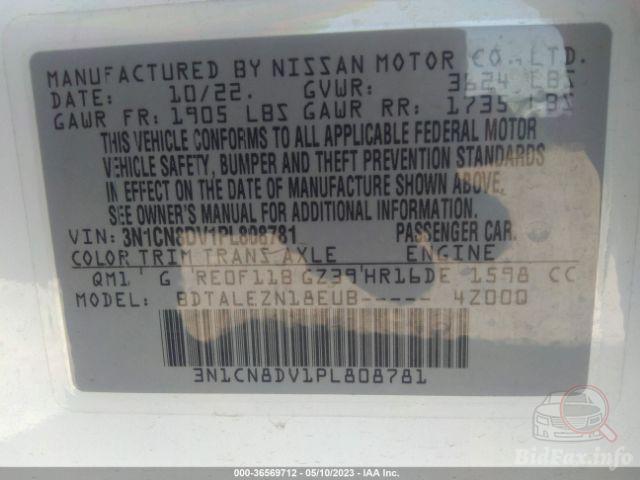 MANUFACTURED BY NISSAN MOTOR CO., LTD.
DATE: 10/22. GVWR: 3624 LBS
GAWR FR: 1905 LBS GAWR RR: 1735 LBS
THIS VEHICLE CONFORMS TO ALL APPLICABLE FEDERAL MOTOR
VEHICLE SAFETY, BUMPER AND THEFT PREVENTION STANDARDS
IN EFFECT ON THE DATE OF MANUFACTURE SHOWN ABOVE.
SEE OWNER'S MANUAL FOR ADDITIONAL INFORMATION.
VIN: 3N1CN8DV1PL808781 PASSENGER CAR.
COLOR TRIM TRANS AXLE ENGINE
QM1 G RE0F11B GZ39 HR16DE 1598 CC
MODEL: BDTALEZN18EUB----- 4Z000
3N1CN8DV1PL808781
BidFax.info
000-36569712 - 05/10/2023 - IAA Inc.